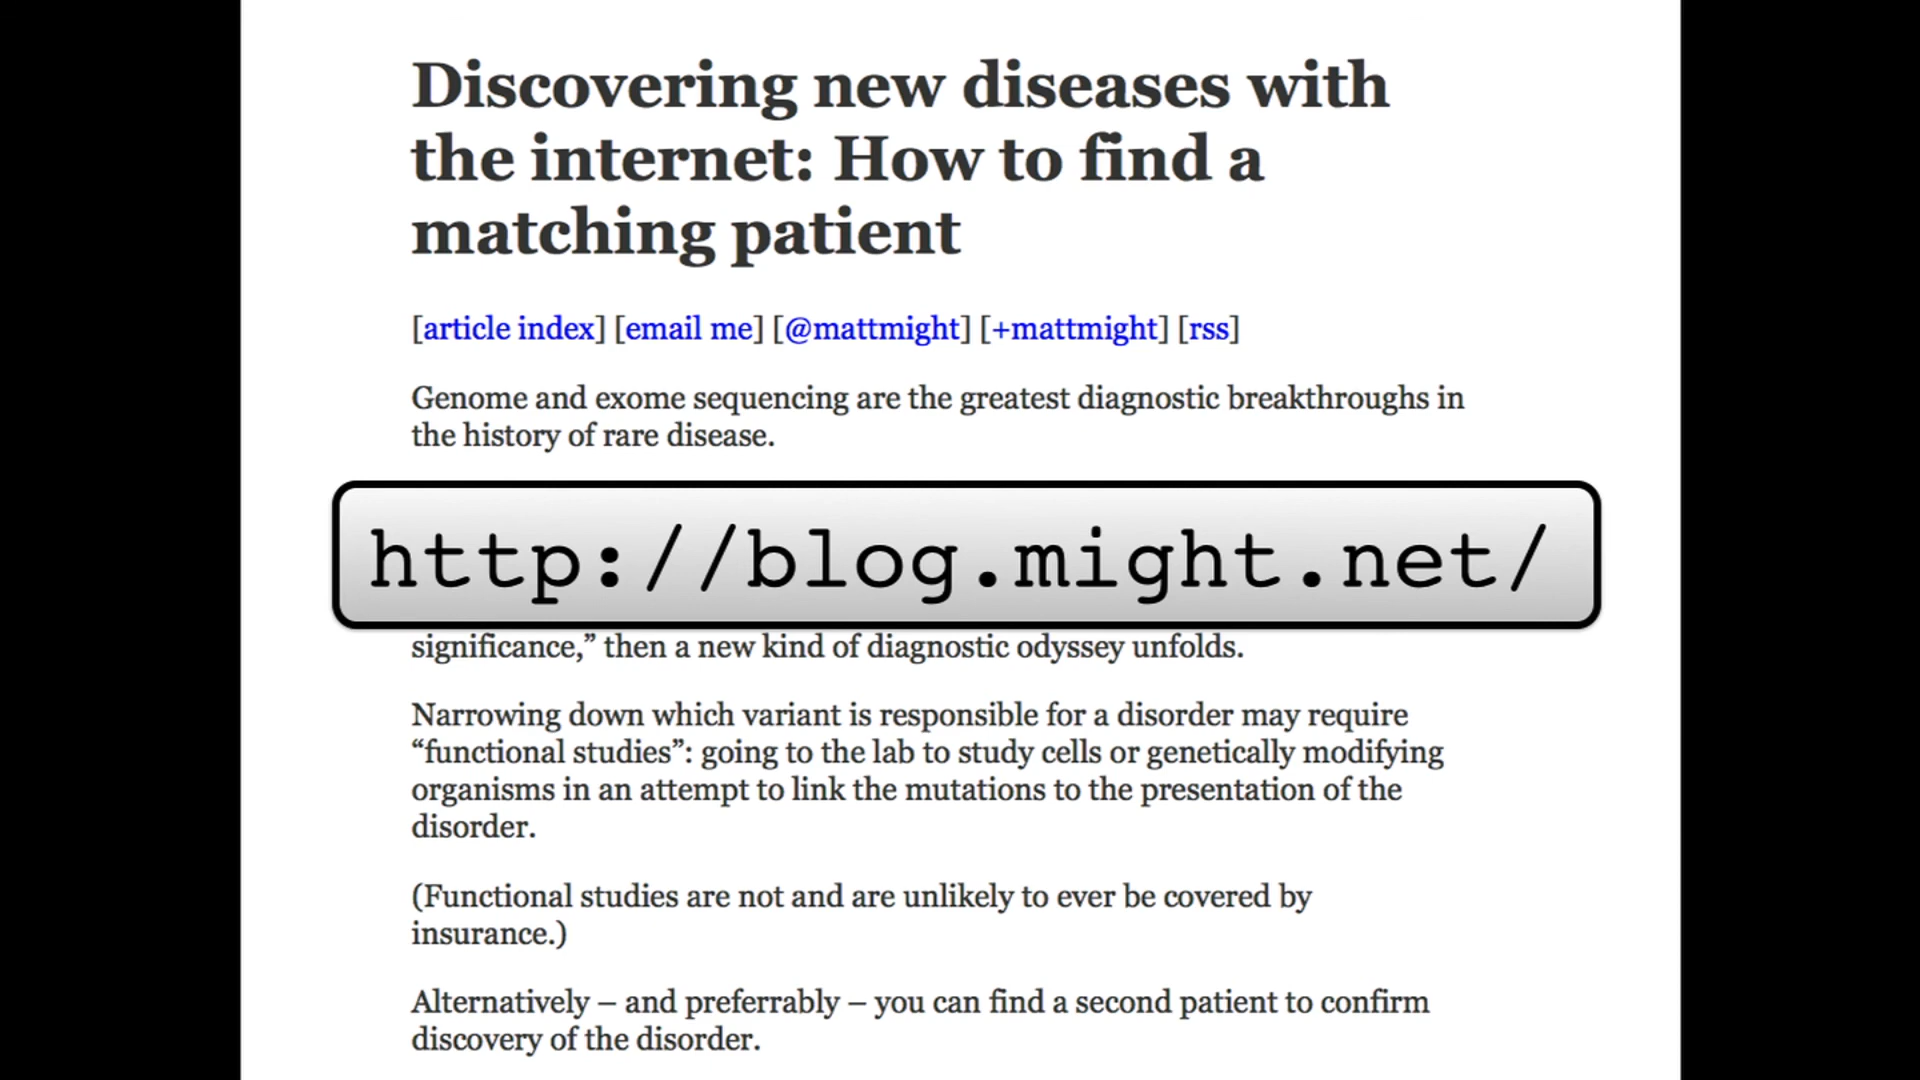 Discovering new diseases with
the internet: How to find a
matching patient
[article index] [email me] [@mattmight] [+mattmight] [rss]
Genome and exome sequencing are the greatest diagnostic breakthroughs in
the history of rare disease.
http://blog.might.net/
significance,” then a new kind of diagnostic odyssey unfolds.
Narrowing down which variant is responsible for a disorder may require
“functional studies”: going to the lab to study cells or genetically modifying
organisms in an attempt to link the mutations to the presentation of the
disorder.
(Functional studies are not and are unlikely to ever be covered by
insurance.)
Alternatively – and preferrably – you can find a second patient to confirm
discovery of the disorder.